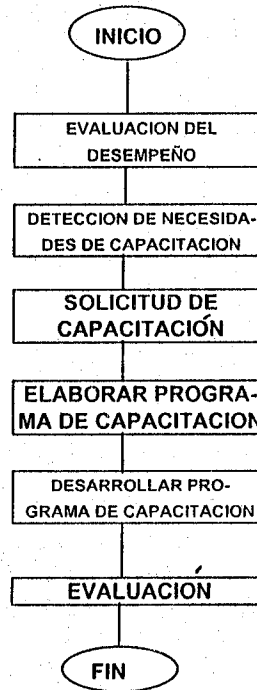 INICIO
EVALUACION DEL
DESEMPEÑO
DETECCION DE NECESIDA-
DES DE CAPACITACION
SOLICITUD DE
CAPACITACIÓN
ELABORAR PROGRA-
MA DE CAPACITACION
DESARROLLAR PRO-
GRAMA DE CAPACITACION
EVALUACIÓN
FIN